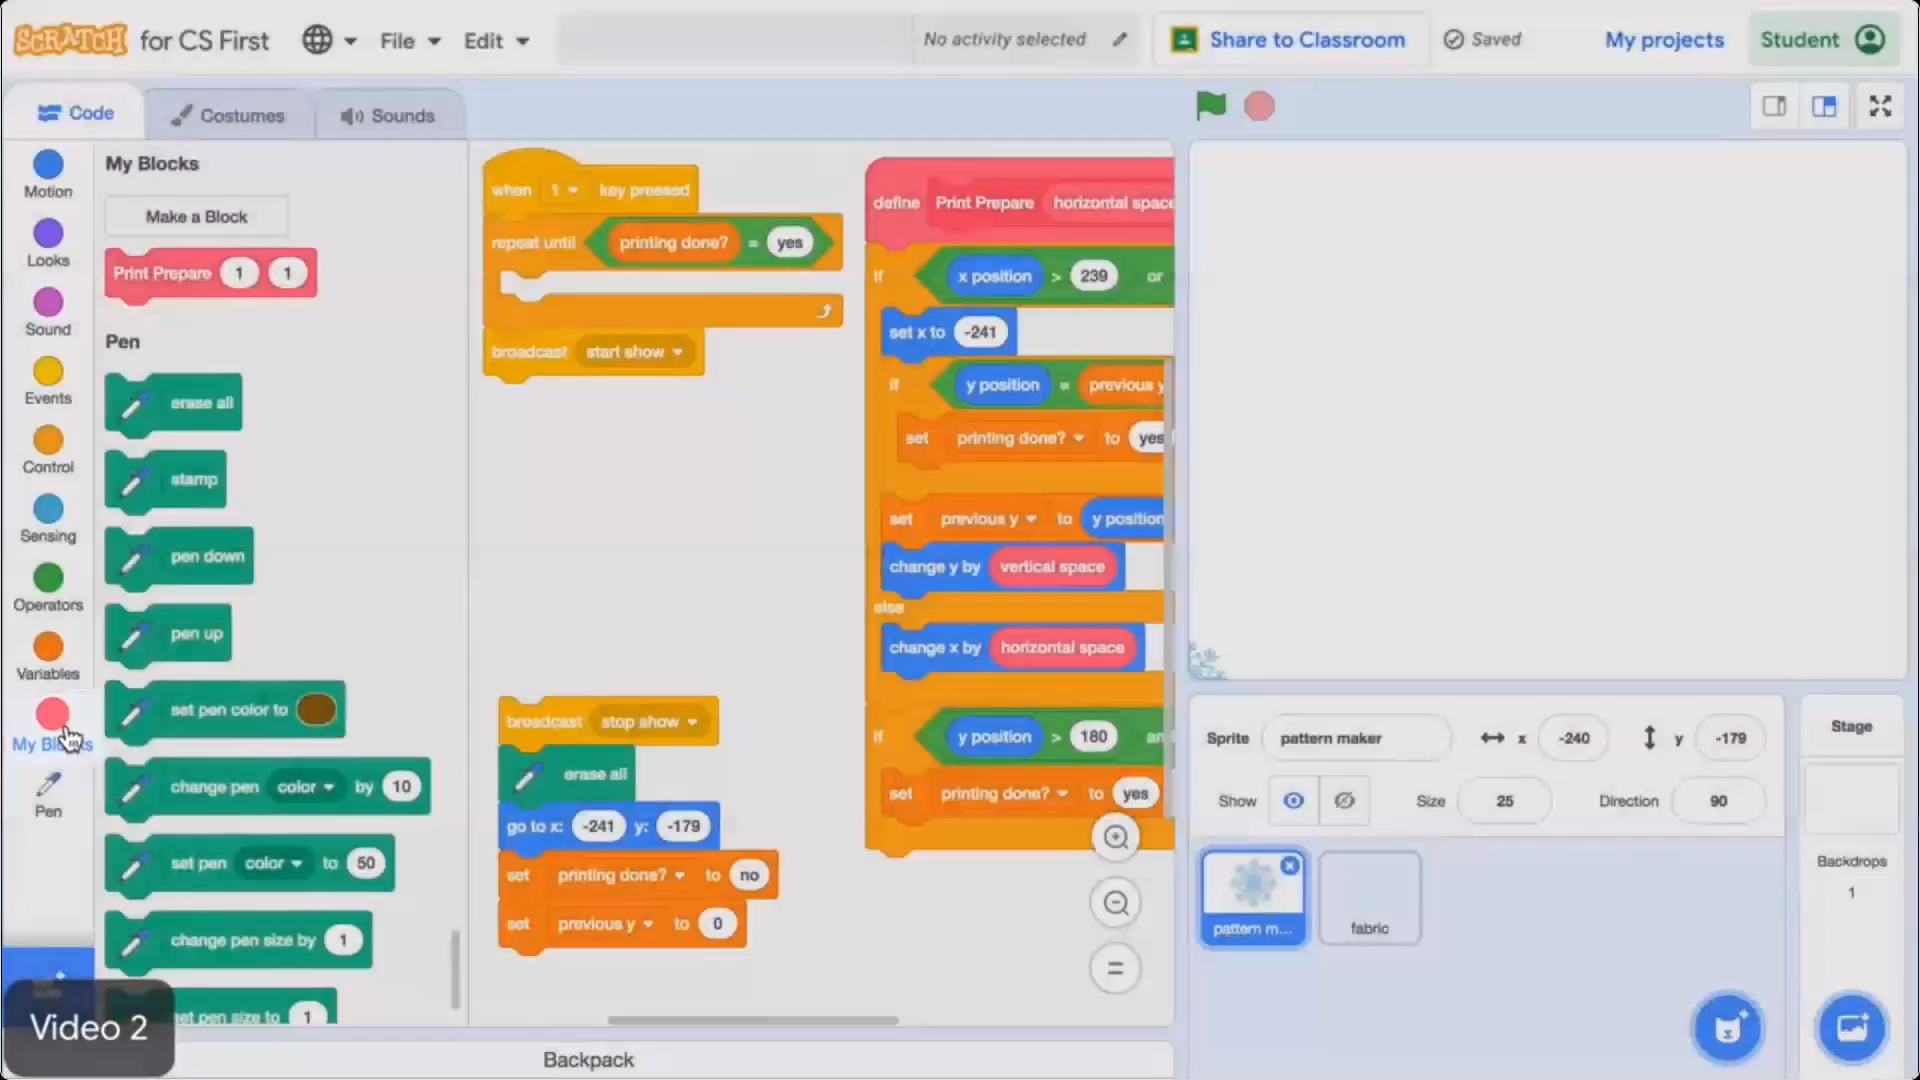 SCRATCH for CS First File Edit No activity selected Share to Classroom Saved My projects Student
Code Costumes Sounds
Motion
Looks
Sound
Events
Control
Sensing
Operators
Variables
My Blocks
Pen
My Blocks
Make a Block
Print Prepare 1 1
Pen
erase all
stamp
pen down
pen up
set pen color to
change pen color by 10
set pen color to 50
change pen size by 1
set pen size to 1
when 1 key pressed
repeat until printing done? = yes
broadcast start show
broadcast stop show
erase all
go to x: -241 y: -179
set printing done? to no
set previous y to 0
define Print Prepare horizontal space
if x position > 239 or
set x to -241
if y position = previous y
set printing done? to yes
set previous y to y position
change y by vertical space
else
change x by horizontal space
if y position > 180 an
set printing done? to yes
Sprite pattern maker x -240 y -179
Show Size 25 Direction 90
pattern m...
fabric
Stage
Backdrops
1
Video 2
Backpack